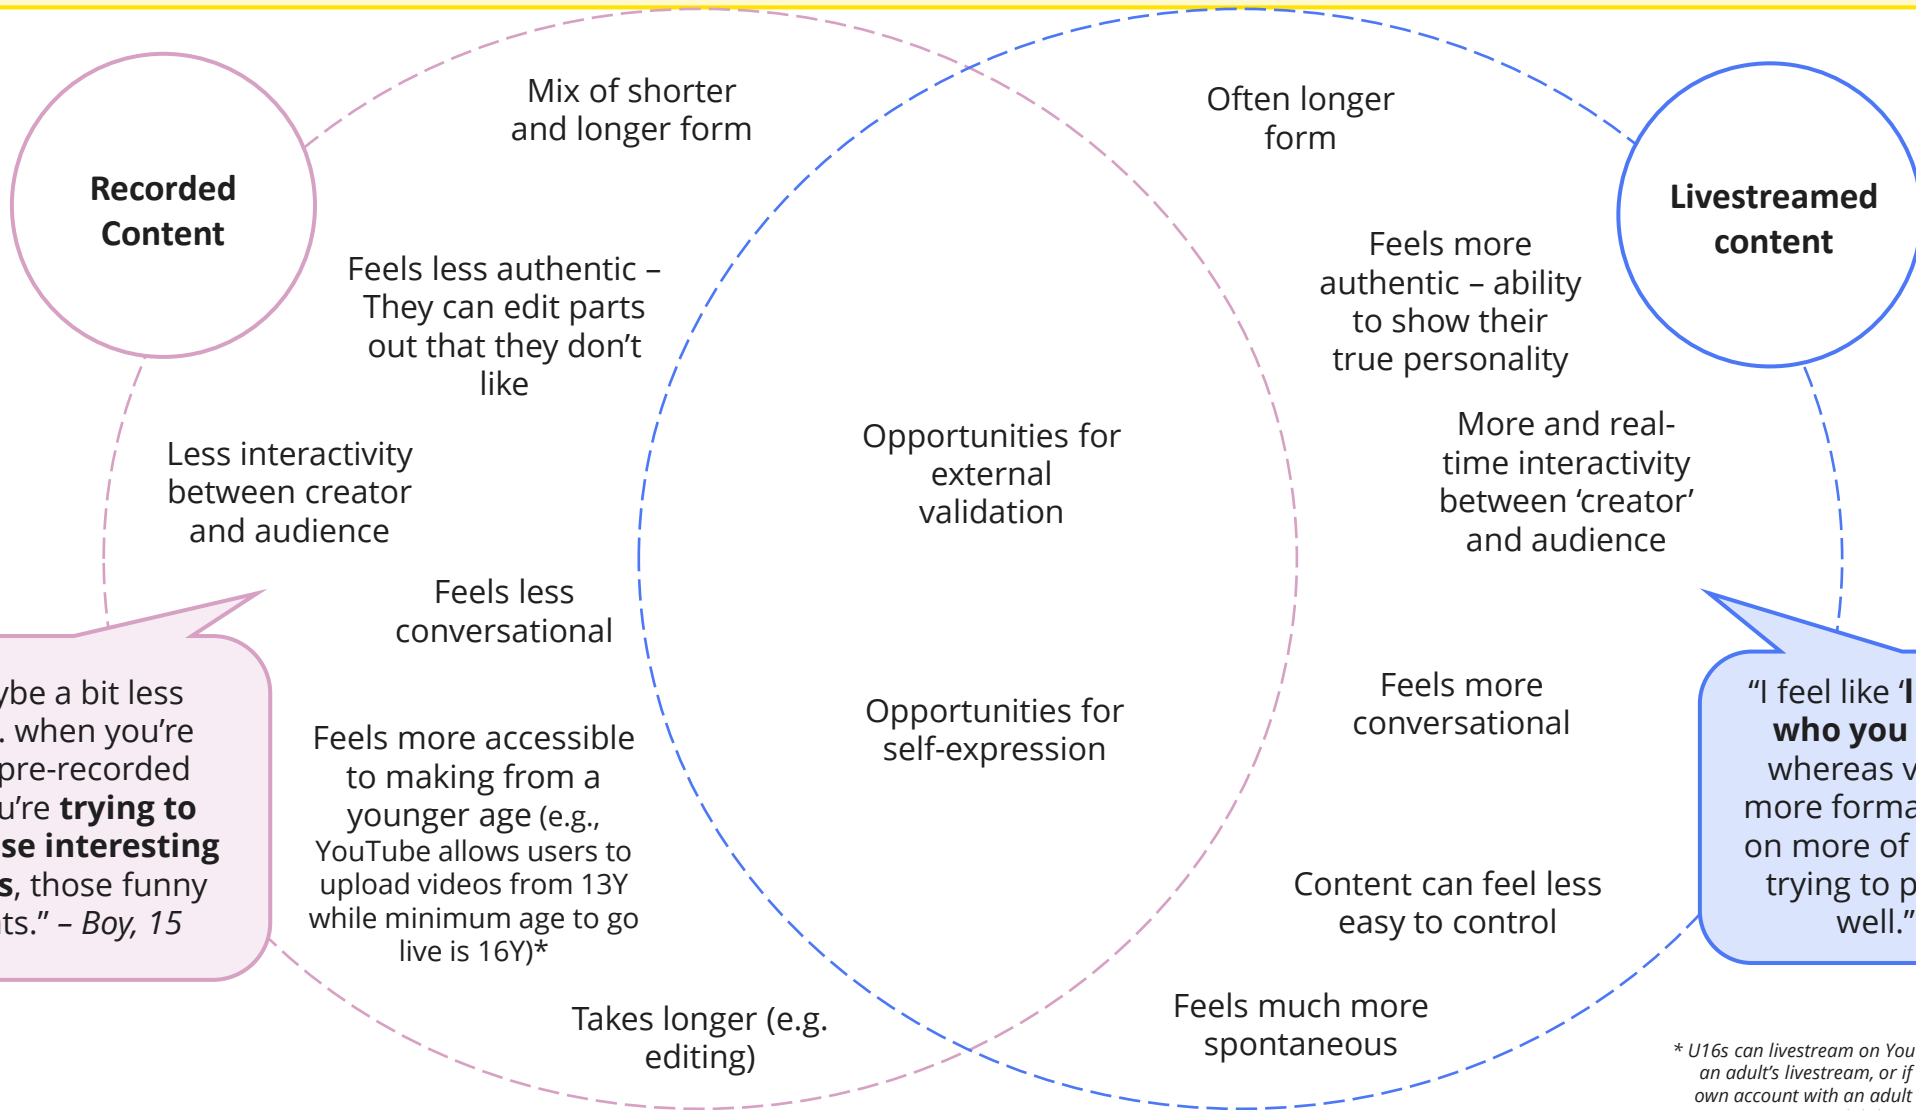 Recorded
Content
Mix of shorter
and longer form
Feels less authentic –
They can edit parts
out that they don’t
like
Less interactivity
between creator
and audience
Feels less
conversational
Feels more accessible
to making from a
younger age (e.g.,
YouTube allows users to
upload videos from 13Y
while minimum age to go
live is 16Y)*
Takes longer (e.g.
editing)
a bit less
when you’re
pre-recorded
trying to
interesting
those funny
– Boy, 15
Opportunities for
external
validation
Opportunities for
self-expression
Livestreamed
content
Often longer
form
Feels more
authentic – ability
to show their
true personality
More and real-
time interactivity
between ‘creator’
and audience
Feels more
conversational
Content can feel less
easy to control
Feels much more
spontaneous
“I feel like
who you
whereas
more
on more of
trying to
well.”
* U16s can livestream on
an adult’s livestream, or if
own account with an adult